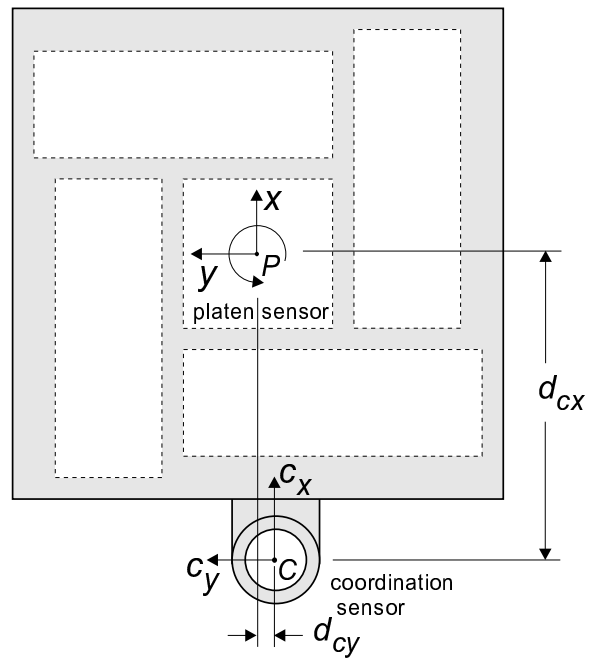 x
y
P
platen sensor
d_cx
c_x
c_y
C
coordination
sensor
d_cy